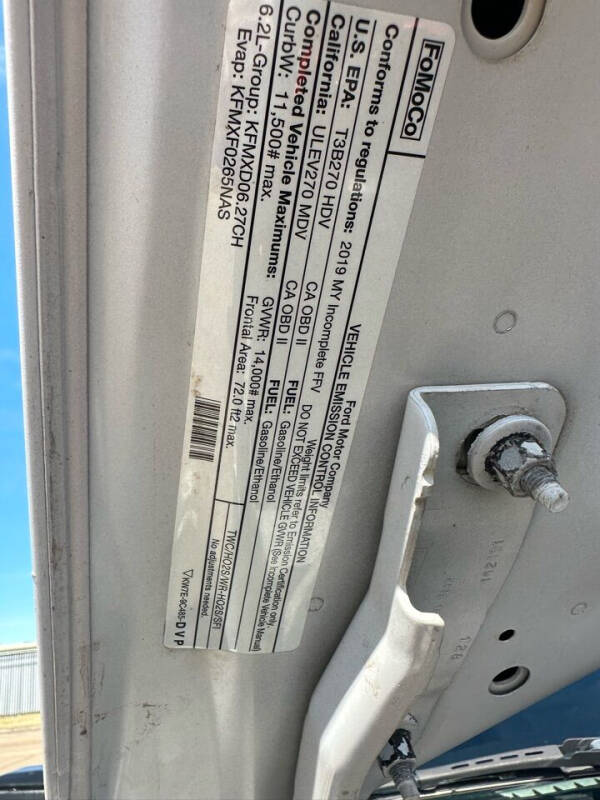 FoMoCo
Ford Motor Company
VEHICLE EMISSION CONTROL INFORMATION
Conforms to regulations: 2019 MY Incomplete FFV
U.S. EPA: T3B270 HDV CA OBD II FUEL: Gasoline/Ethanol
California: ULEV270 MDV CA OBD II FUEL: Gasoline/Ethanol
Weight limits refer to Emission Certification only.
DO NOT EXCEED VEHICLE GVWR (See Incomplete Vehicle Manual)
Completed Vehicle Maximums: GVWR: 14,000# max.
CurbW: 11,500# max. Frontal Area: 72.0 ft2 max.
6.2L-Group: KFMXD06.27CH
Evap: KFMXF0265NAS
TWC/HO2S/WR-HO2S/SFI
No adjustments needed.
KW7E-9C485-DVP